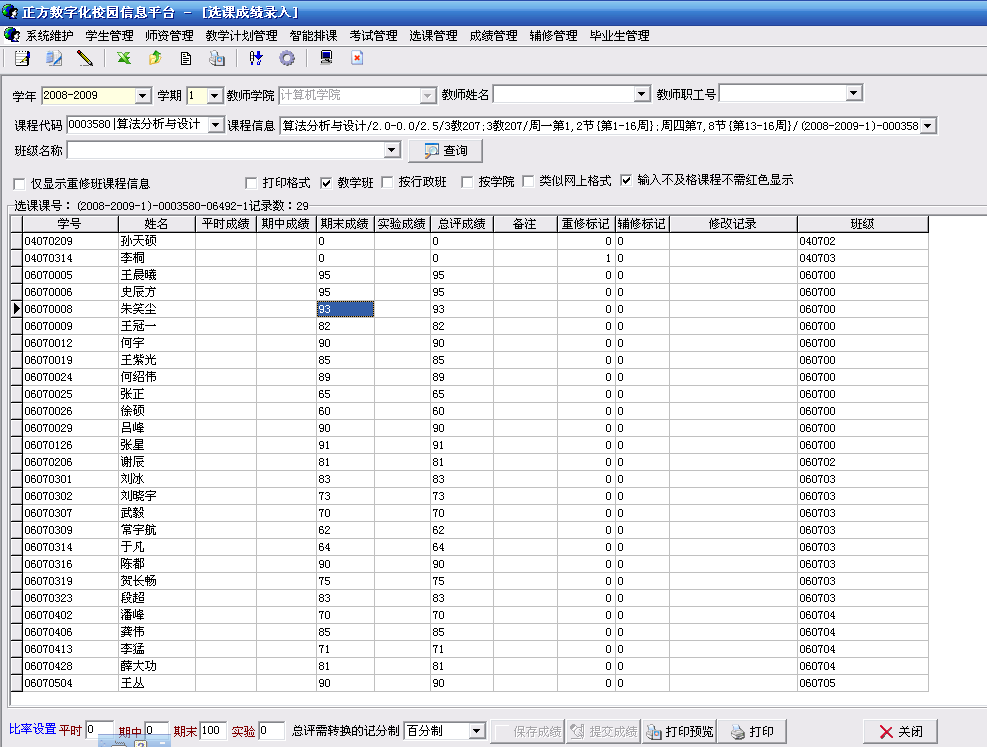 正方数字化校园信息平台 - [选课成绩录入]
系统维护 学生管理 师资管理 教学计划管理 智能排课 考试管理 选课管理 成绩管理 辅修管理 毕业生管理
学年 2008-2009 学期 1 教师学院 计算机学院 教师姓名 教师职工号
课程代码 0003580|算法分析与设计 课程信息 算法分析与设计/2.0-0.0/2.5/3教207;3教207/周一第1,2节{第1-16周};周四第7,8节{第13-16周}/(2008-2009-1)-000358
班级名称 查询
仅显示重修班课程信息 打印格式 教学班 按行政班 按学院 类似网上格式 输入不及格课程不需红色显示
选课课号：(2008-2009-1)-0003580-06492-1记录数：29
学号 姓名 平时成绩 期中成绩 期末成绩 实验成绩 总评成绩 备注 重修标记 辅修标记 修改记录 班级
04070209 孙天硕 0 0 0 0 040702
04070314 李桐 0 0 1 0 040703
06070005 王晨曦 95 95 0 0 060700
06070006 史辰方 95 95 0 0 060700
06070008 朱笑尘 93 93 0 0 060700
06070009 王冠一 82 82 0 0 060700
06070012 何宇 90 90 0 0 060700
06070019 王紫光 85 85 0 0 060700
06070024 何绍伟 89 89 0 0 060700
06070025 张正 65 65 0 0 060700
06070026 徐硕 60 60 0 0 060700
06070029 吕峰 90 90 0 0 060700
06070126 张星 91 91 0 0 060700
06070206 谢辰 81 81 0 0 060702
06070301 刘冰 83 83 0 0 060703
06070302 刘晓宇 73 73 0 0 060703
06070307 武毅 70 70 0 0 060703
06070309 常宇航 62 62 0 0 060703
06070314 于凡 64 64 0 0 060703
06070316 陈都 90 90 0 0 060703
06070319 贺长畅 75 75 0 0 060703
06070323 段超 83 83 0 0 060703
06070402 潘峰 70 70 0 0 060704
06070406 龚伟 85 85 0 0 060704
06070413 李猛 71 71 0 0 060704
06070428 薛大功 81 81 0 0 060704
06070504 王丛 90 90 0 0 060705
比率设置 平时 0 期中 0 期末 100 实验 0 总评需转换的记分制 百分制 保存成绩 提交成绩 打印预览 打印 关闭